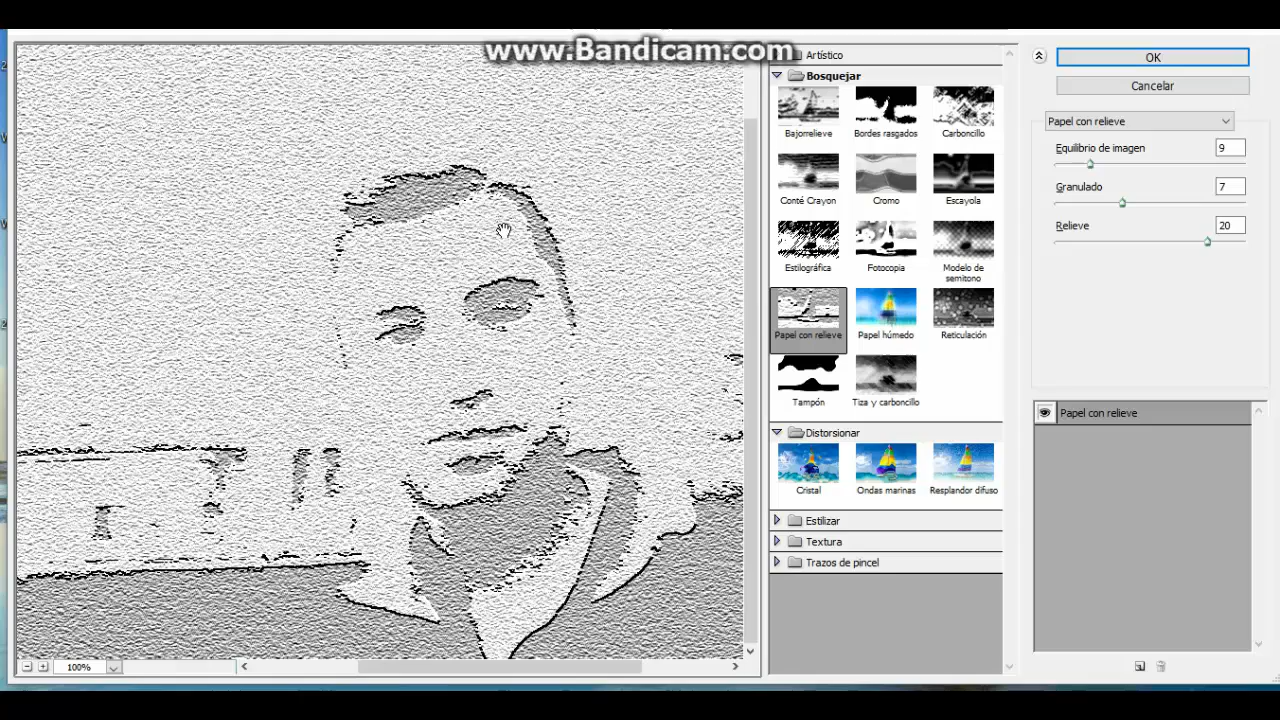 www.Bandicam.com
Artístico
Bosquejar
Bajorrelieve
Bordes rasgados
Carboncillo
Conté Crayon
Cromo
Escayola
Estilográfica
Fotocopia
Modelo de
semitono
Papel con relieve
Papel húmedo
Reticulación
Tampón
Tiza y carboncillo
Distorsionar
Cristal
Ondas marinas
Resplandor difuso
Estilizar
Textura
Trazos de pincel
100%
OK
Cancelar
Papel con relieve
Equilibrio de imagen 9
Granulado 7
Relieve 20
Papel con relieve